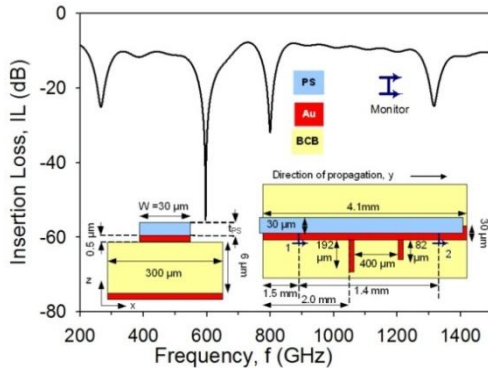 Insertion Loss, IL (dB)
0
-20
-40
-60
-80
200 400 600 800 1000 1200 1400
Frequency, f (GHz)
PS
Au
BCB
Monitor
W =30 µm
tPS
0.5 µm
6 µm
300 µm
z
x
Direction of propagation, y
4.1mm
30 µm
30 µm
1
192 µm
400 µm
82 µm
2
1.5 mm
1.4 mm
2.0 mm